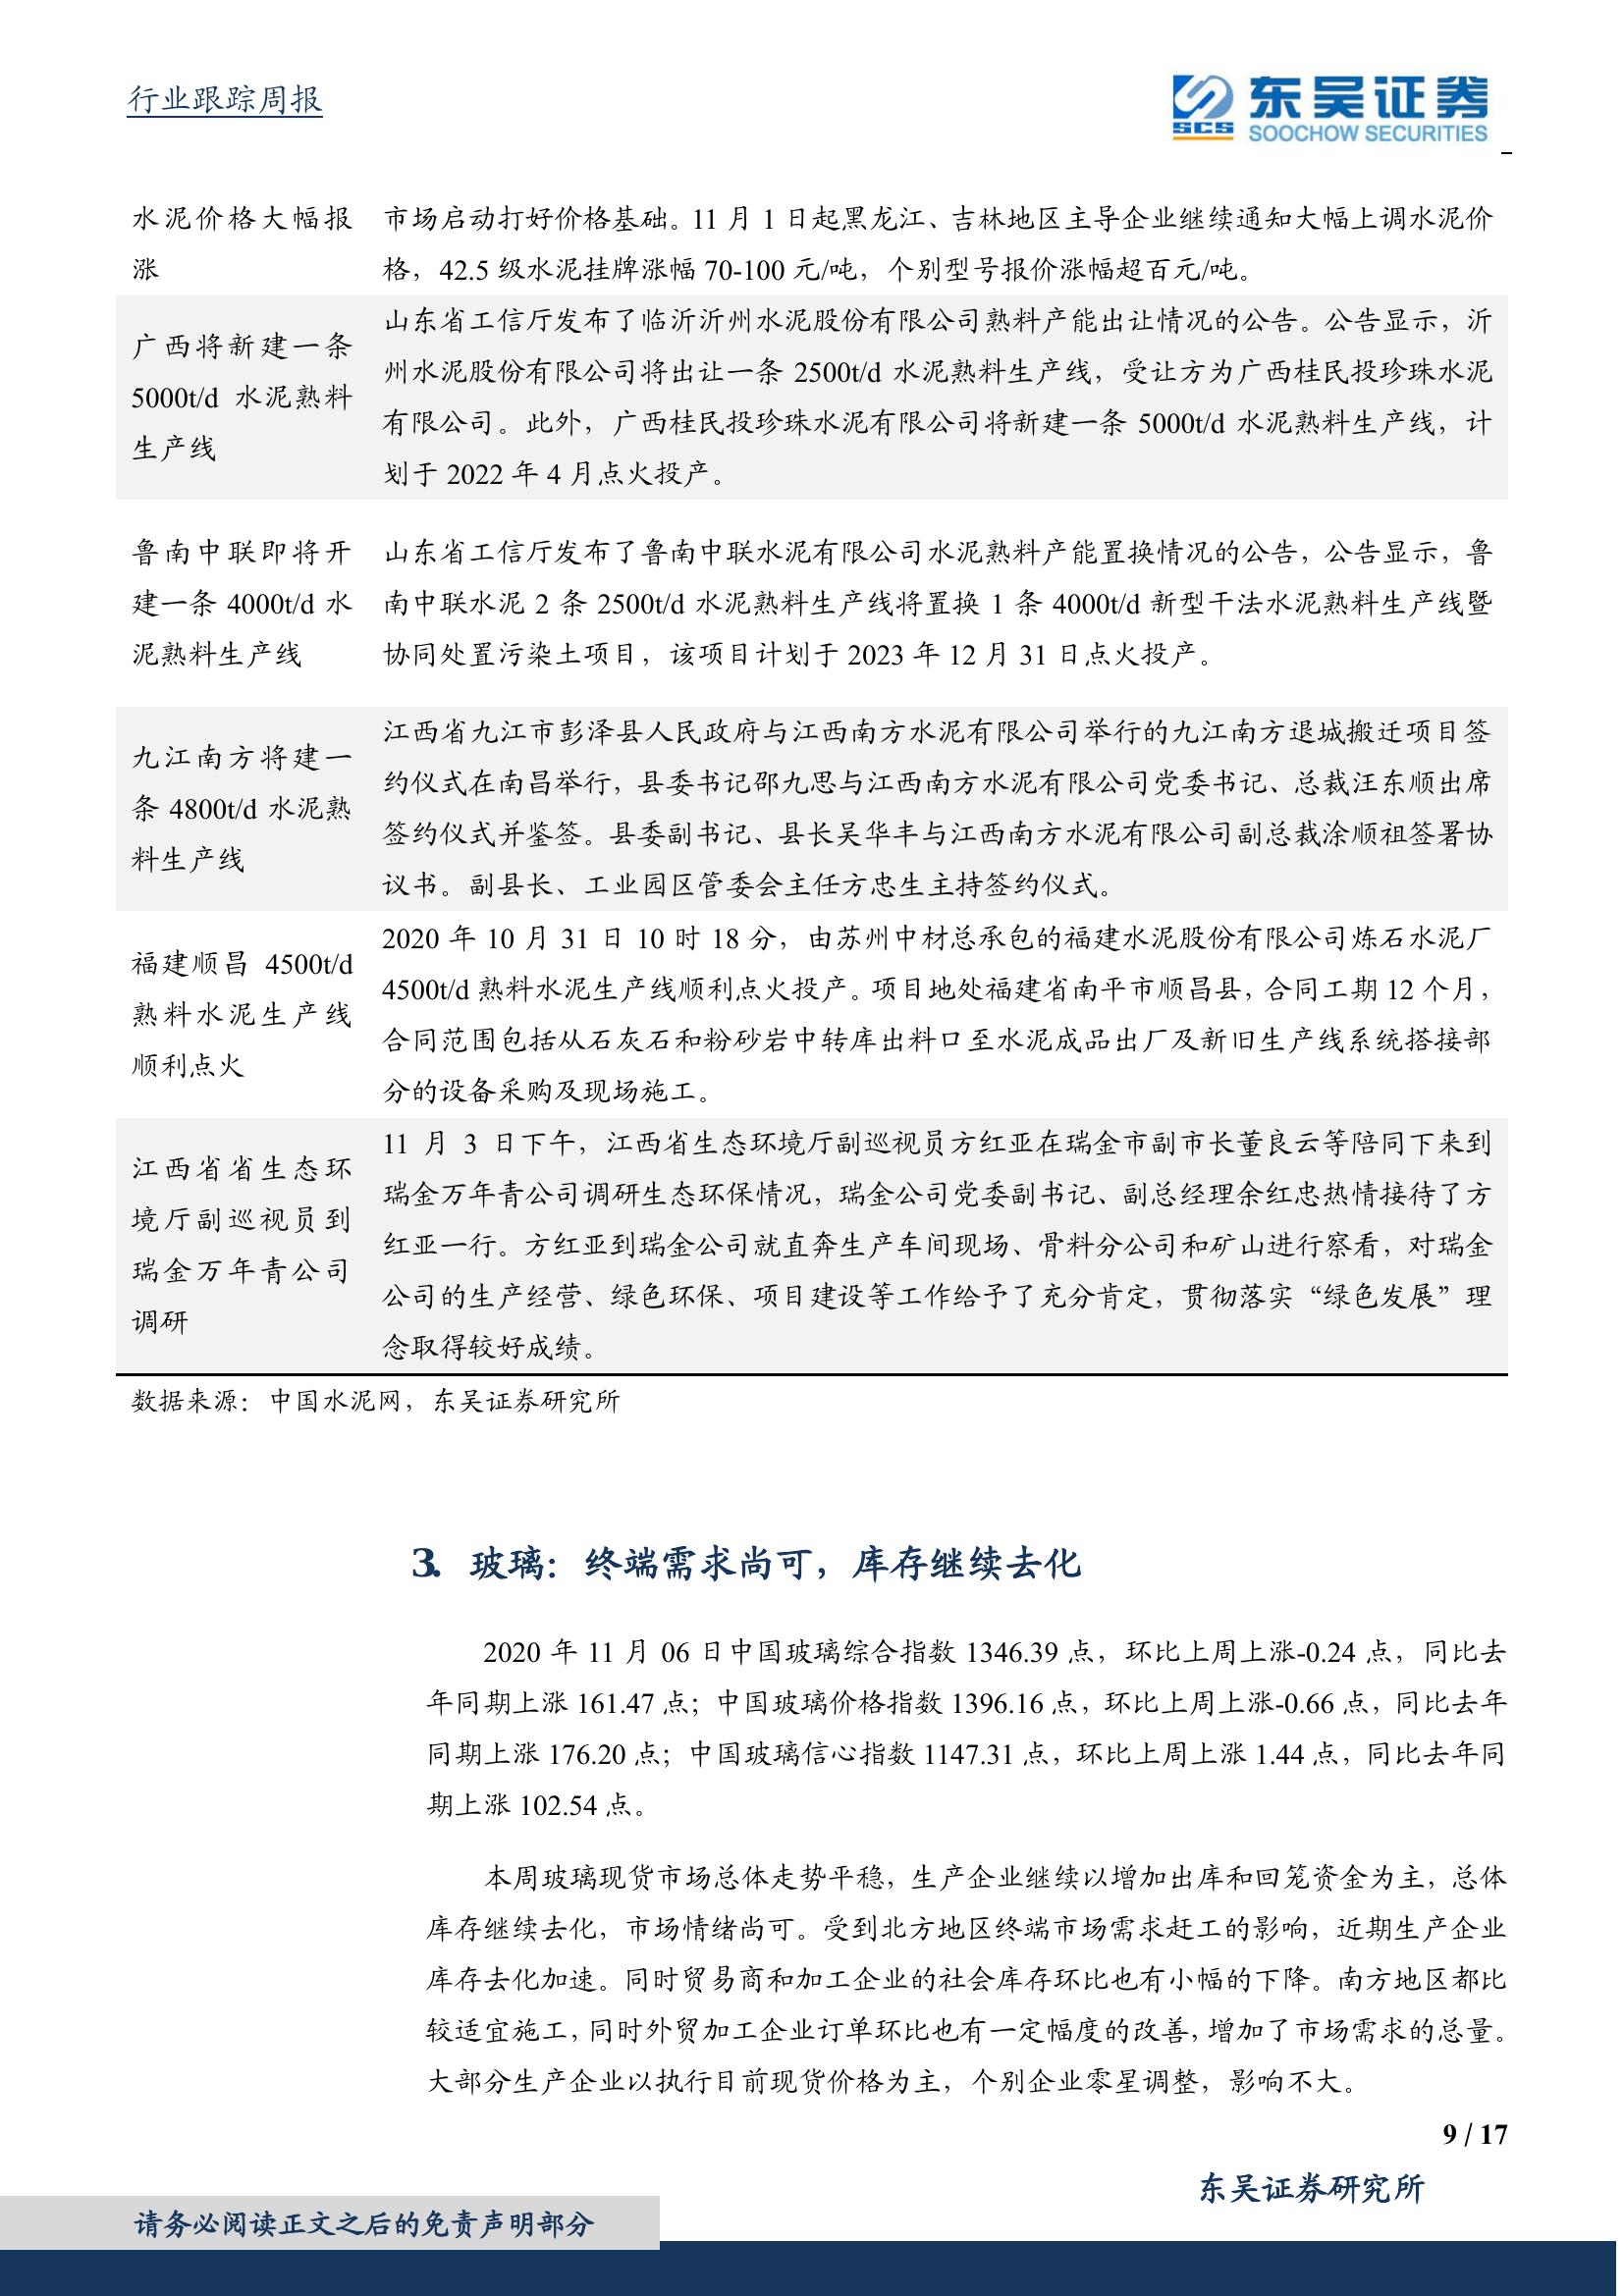 行业跟踪周报
东吴证券
SCS
SOOCHOW SECURITIES
水泥价格大幅报
涨
市场启动打好价格基础。11 月 1 日起黑龙江、吉林地区主导企业继续通知大幅上调水泥价
格，42.5 级水泥挂牌涨幅 70-100 元/吨，个别型号报价涨幅超百元/吨。
广西将新建一条
5000t/d 水泥熟料
生产线
山东省工信厅发布了临沂沂州水泥股份有限公司熟料产能出让情况的公告。公告显示，沂
州水泥股份有限公司将出让一条 2500t/d 水泥熟料生产线，受让方为广西桂民投珍珠水泥
有限公司。此外，广西桂民投珍珠水泥有限公司将新建一条 5000t/d 水泥熟料生产线，计
划于 2022 年 4 月点火投产。
鲁南中联即将开
建一条 4000t/d 水
泥熟料生产线
山东省工信厅发布了鲁南中联水泥有限公司水泥熟料产能置换情况的公告，公告显示，鲁
南中联水泥 2 条 2500t/d 水泥熟料生产线将置换 1 条 4000t/d 新型干法水泥熟料生产线暨
协同处置污染土项目，该项目计划于 2023 年 12 月 31 日点火投产。
九江南方将建一
条 4800t/d 水泥熟
料生产线
江西省九江市彭泽县人民政府与江西南方水泥有限公司举行的九江南方退城搬迁项目签
约仪式在南昌举行，县委书记邵九思与江西南方水泥有限公司党委书记、总裁汪东顺出席
签约仪式并鉴签。县委副书记、县长吴华丰与江西南方水泥有限公司副总裁涂顺祖签署协
议书。副县长、工业园区管委会主任方忠生主持签约仪式。
福建顺昌 4500t/d
熟料水泥生产线
顺利点火
2020 年 10 月 31 日 10 时 18 分，由苏州中材总承包的福建水泥股份有限公司炼石水泥厂
4500t/d 熟料水泥生产线顺利点火投产。项目地处福建省南平市顺昌县，合同工期 12 个月，
合同范围包括从石灰石和粉砂岩中转库出料口至水泥成品出厂及新旧生产线系统搭接部
分的设备采购及现场施工。
江西省省生态环
境厅副巡视员到
瑞金万年青公司
调研
11 月 3 日下午，江西省生态环境厅副巡视员方红亚在瑞金市副市长董良云等陪同下来到
瑞金万年青公司调研生态环保情况，瑞金公司党委副书记、副总经理余红忠热情接待了方
红亚一行。方红亚到瑞金公司就直奔生产车间现场、骨料分公司和矿山进行察看，对瑞金
公司的生产经营、绿色环保、项目建设等工作给予了充分肯定，贯彻落实“绿色发展”理
念取得较好成绩。
数据来源：中国水泥网，东吴证券研究所
3. 玻璃：终端需求尚可，库存继续去化
2020 年 11 月 06 日中国玻璃综合指数 1346.39 点，环比上周上涨-0.24 点，同比去
年同期上涨 161.47 点；中国玻璃价格指数 1396.16 点，环比上周上涨-0.66 点，同比去年
同期上涨 176.20 点；中国玻璃信心指数 1147.31 点，环比上周上涨 1.44 点，同比去年同
期上涨 102.54 点。
本周玻璃现货市场总体走势平稳，生产企业继续以增加出库和回笼资金为主，总体
库存继续去化，市场情绪尚可。受到北方地区终端市场需求赶工的影响，近期生产企业
库存去化加速。同时贸易商和加工企业的社会库存环比也有小幅的下降。南方地区都比
较适宜施工，同时外贸加工企业订单环比也有一定幅度的改善，增加了市场需求的总量。
大部分生产企业以执行目前现货价格为主，个别企业零星调整，影响不大。
9 / 17
东吴证券研究所
请务必阅读正文之后的免责声明部分